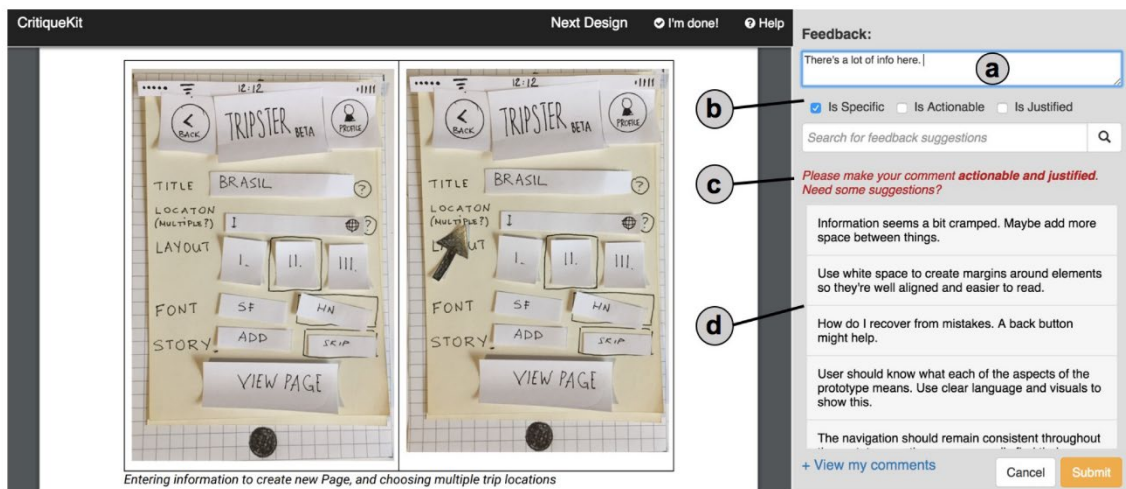 CritiqueKit
Next Design
I'm done!
? Help
12:12
BACK
TRIPSTER BETA
PROFILE
TITLE BRASIL ?
LOCATON
(MULTIPLE?) I ?
LAYOUT I. II. III.
FONT SF HN
STORY. ADD SKIP
VIEW PAGE
12:12
BACK
TRIPSTER BETA
PROFILE
TITLE BRASIL ?
LOCATON
(MULTIPLE?) I ?
I. II. III.
FONT SF HN
STORY. ADD SKIP
VIEW PAGE
Entering information to create new Page, and choosing multiple trip locations
Feedback:
There's a lot of info here.
a
b
Is Specific Is Actionable Is Justified
Search for feedback suggestions
c
Please make your comment actionable and justified.
Need some suggestions?
Information seems a bit cramped. Maybe add more
space between things.
Use white space to create margins around elements
so they're well aligned and easier to read.
d
How do I recover from mistakes. A back button
might help.
User should know what each of the aspects of the
prototype means. Use clear language and visuals to
show this.
The navigation should remain consistent throughout
+ View my comments
Cancel
Submit